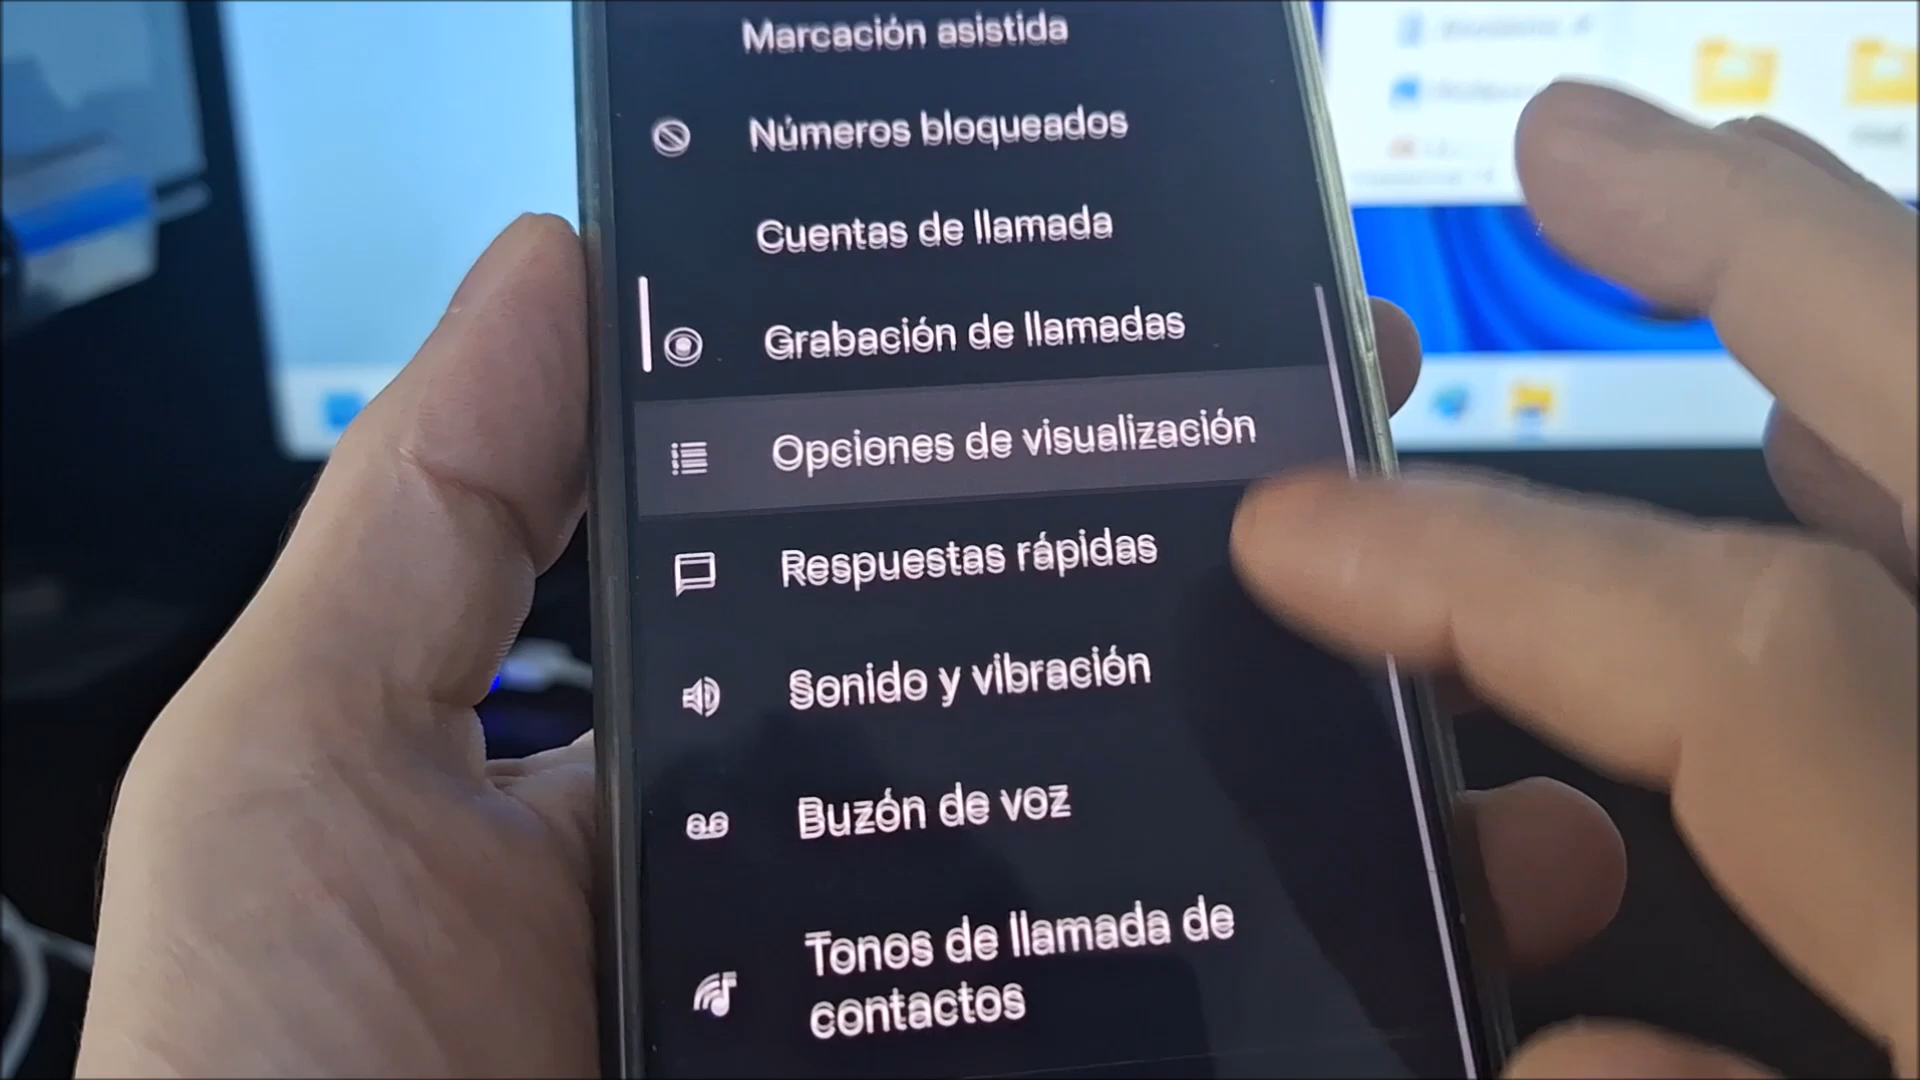 Marcación asistida
Números bloqueados
Cuentas de llamada
Grabación de llamadas
Opciones de visualización
Respuestas rápidas
Sonido y vibración
Buzón de voz
Tonos de llamada de
contactos